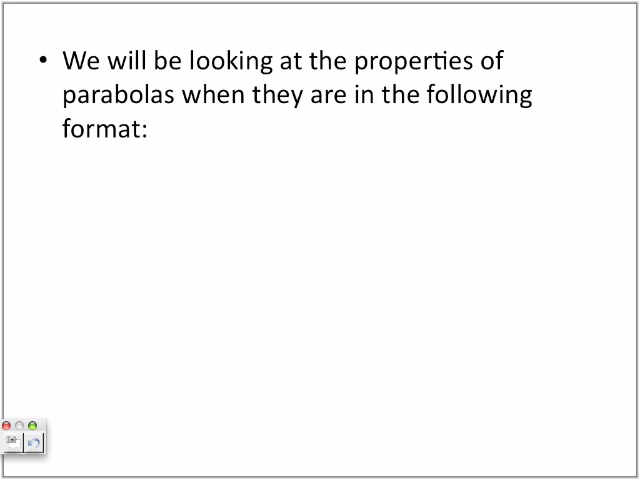 • We will be looking at the properties of
parabolas when they are in the following
format: